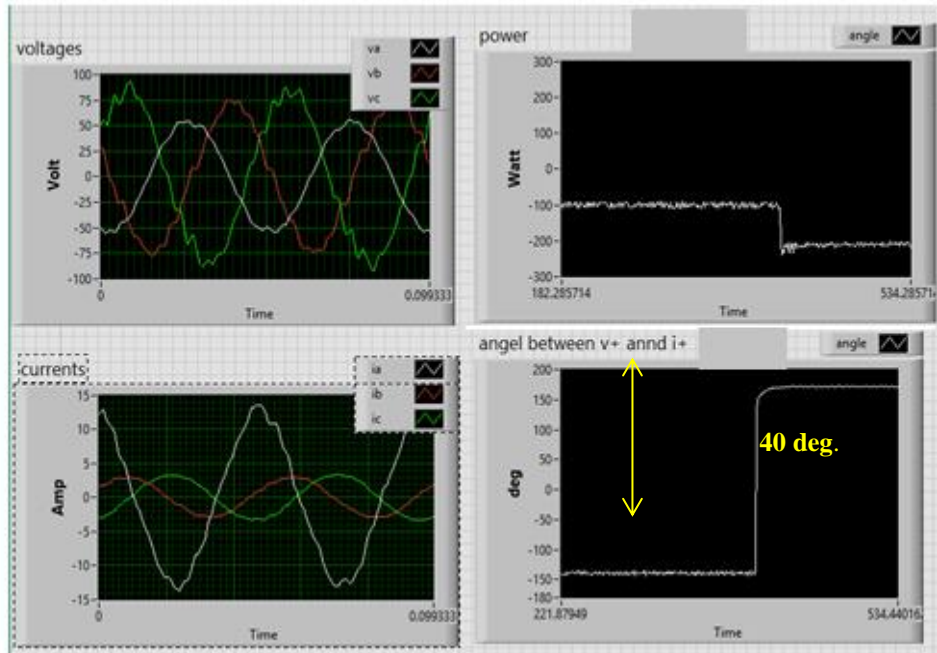 voltages
va
vb
vc
100
75
50
25
0
-25
-50
-75
-100
Volt
0
0.099333
Time
power
angle
300
200
100
0
-100
-200
-300
Watt
182.285714
534.285714
Time
currents
ia
ib
ic
15
10
5
0
-5
-10
-15
Amp
0
0.099333
Time
angel between v+ annd i+
angle
200
150
100
50
0
-50
-100
-150
-180
deg
40 deg.
221.87949
534.44016
Time